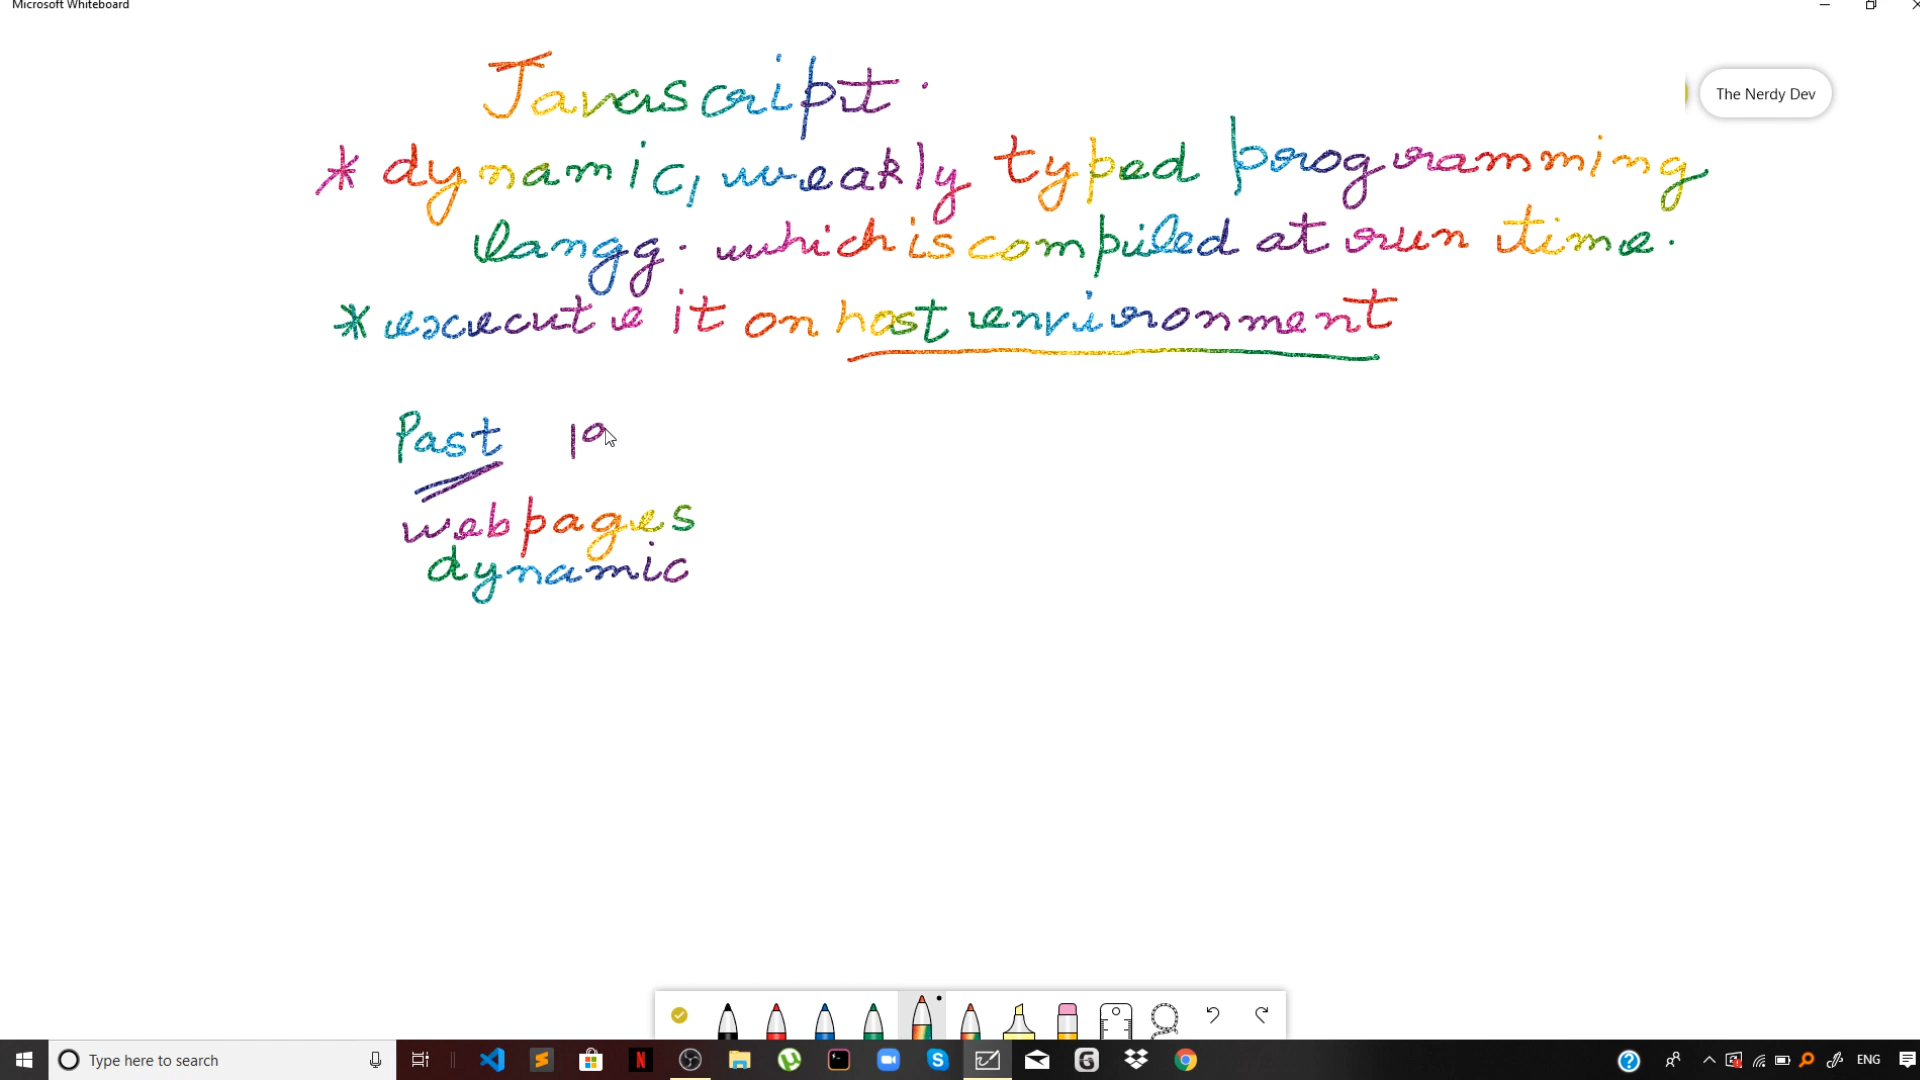 Microsoft Whiteboard
Javascript.
The Nerdy Dev
* dynamic, weakly typed programming
langg. which is compiled at run time.
* execute it on host environment
Past 19
webpages
dynamic
Type here to search
ENG